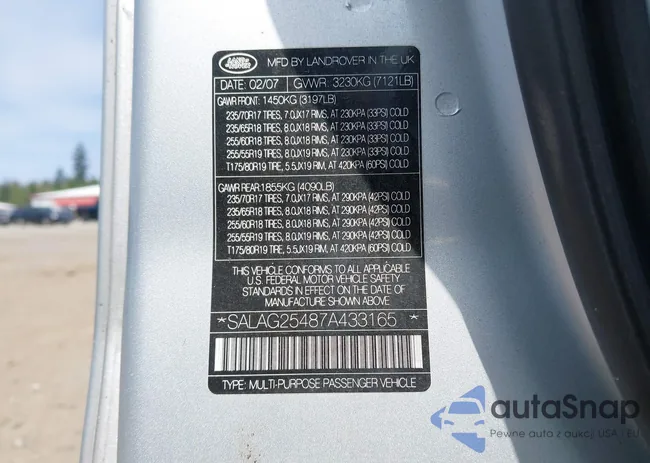 LAND ROVER
MFD BY LANDROVER IN THE UK
DATE: 02/07 GVWR 3230KG (7121LB)
GAWR FRONT: 1450KG (3197LB)
235/70R17 TIRES, 7.0JX17 RIMS, AT 230KPA (33PSI) COLD
235/65R18 TIRES, 8.0JX18 RIMS, AT 230KPA (33PSI) COLD
255/60R18 TIRES, 8.0JX18 RIMS, AT 230KPA (33PSI) COLD
255/55R19 TIRES, 8.0JX19 RIMS, AT 230KPA (33PSI) COLD
T175/80R19 TIRE, 5.5JX19 RIM, AT 420KPA (60PSI) COLD
GAWR REAR:1855KG (4090LB)
235/70R17 TIRES, 7.0JX17 RIMS, AT 290KPA (42PSI) COLD
235/65R18 TIRES, 8.0JX18 RIMS, AT 290KPA (42PSI) COLD
255/60R18 TIRES, 8.0JX18 RIMS, AT 290KPA (42PSI) COLD
255/55R19 TIRES, 8.0JX19 RIMS, AT 290KPA (42PSI) COLD
T175/80R19 TIRE, 5.5JX19 RIM, AT 420KPA (60PSI) COLD
THIS VEHICLE CONFORMS TO ALL APPLICABLE
U.S. FEDERAL MOTOR VEHICLE SAFETY
STANDARDS IN EFFECT ON THE DATE OF
MANUFACTURE SHOWN ABOVE.
*SALAG25487A433165 *
TYPE: MULTI-PURPOSE PASSENGER VEHICLE
autaSnap
Pewne auta z aukcji USA i EU